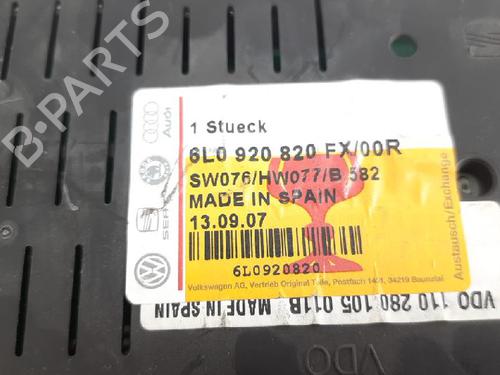 B-PARTS
Audi
SEAT
1 Stueck
6L0 920 820 FX/00R
SW076/HW077/B 582
MADE IN SPAIN
13.09.07
6L0920820
Volkswagen AG, Vertrieb Original Teile, Postfach 1401, 34219 Baunatal
Austausch/Exchange
VDO 110 280 105 011B MADE IN SPAIN
VDO